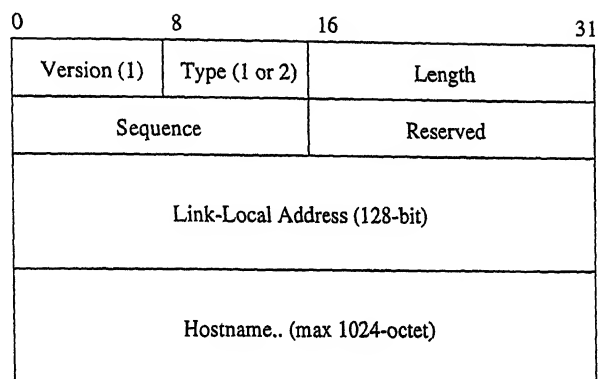 0 8 16 31
Version (1) Type (1 or 2) Length
Sequence Reserved
Link-Local Address (128-bit)
Hostname.. (max 1024-octet)